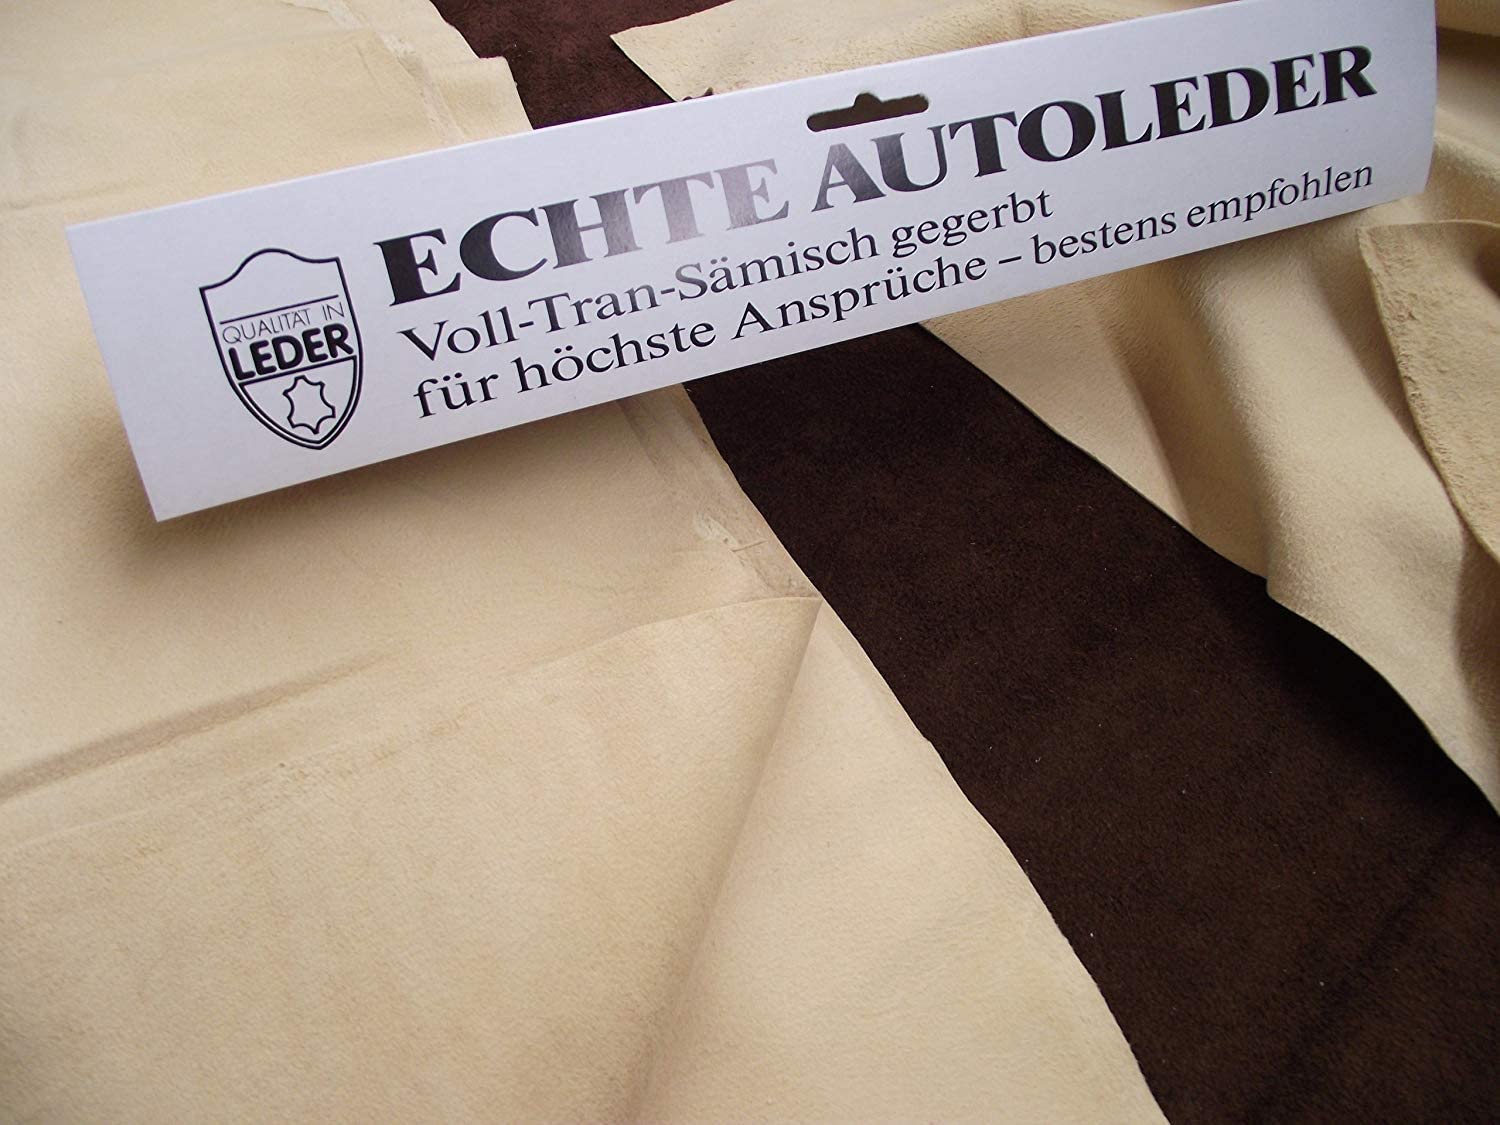 ECHTE AUTOLEDER
Voll-Tran-Sämisch gegerbt
für höchste Ansprüche – bestens empfohlen
QUALITÄT IN
LEDER